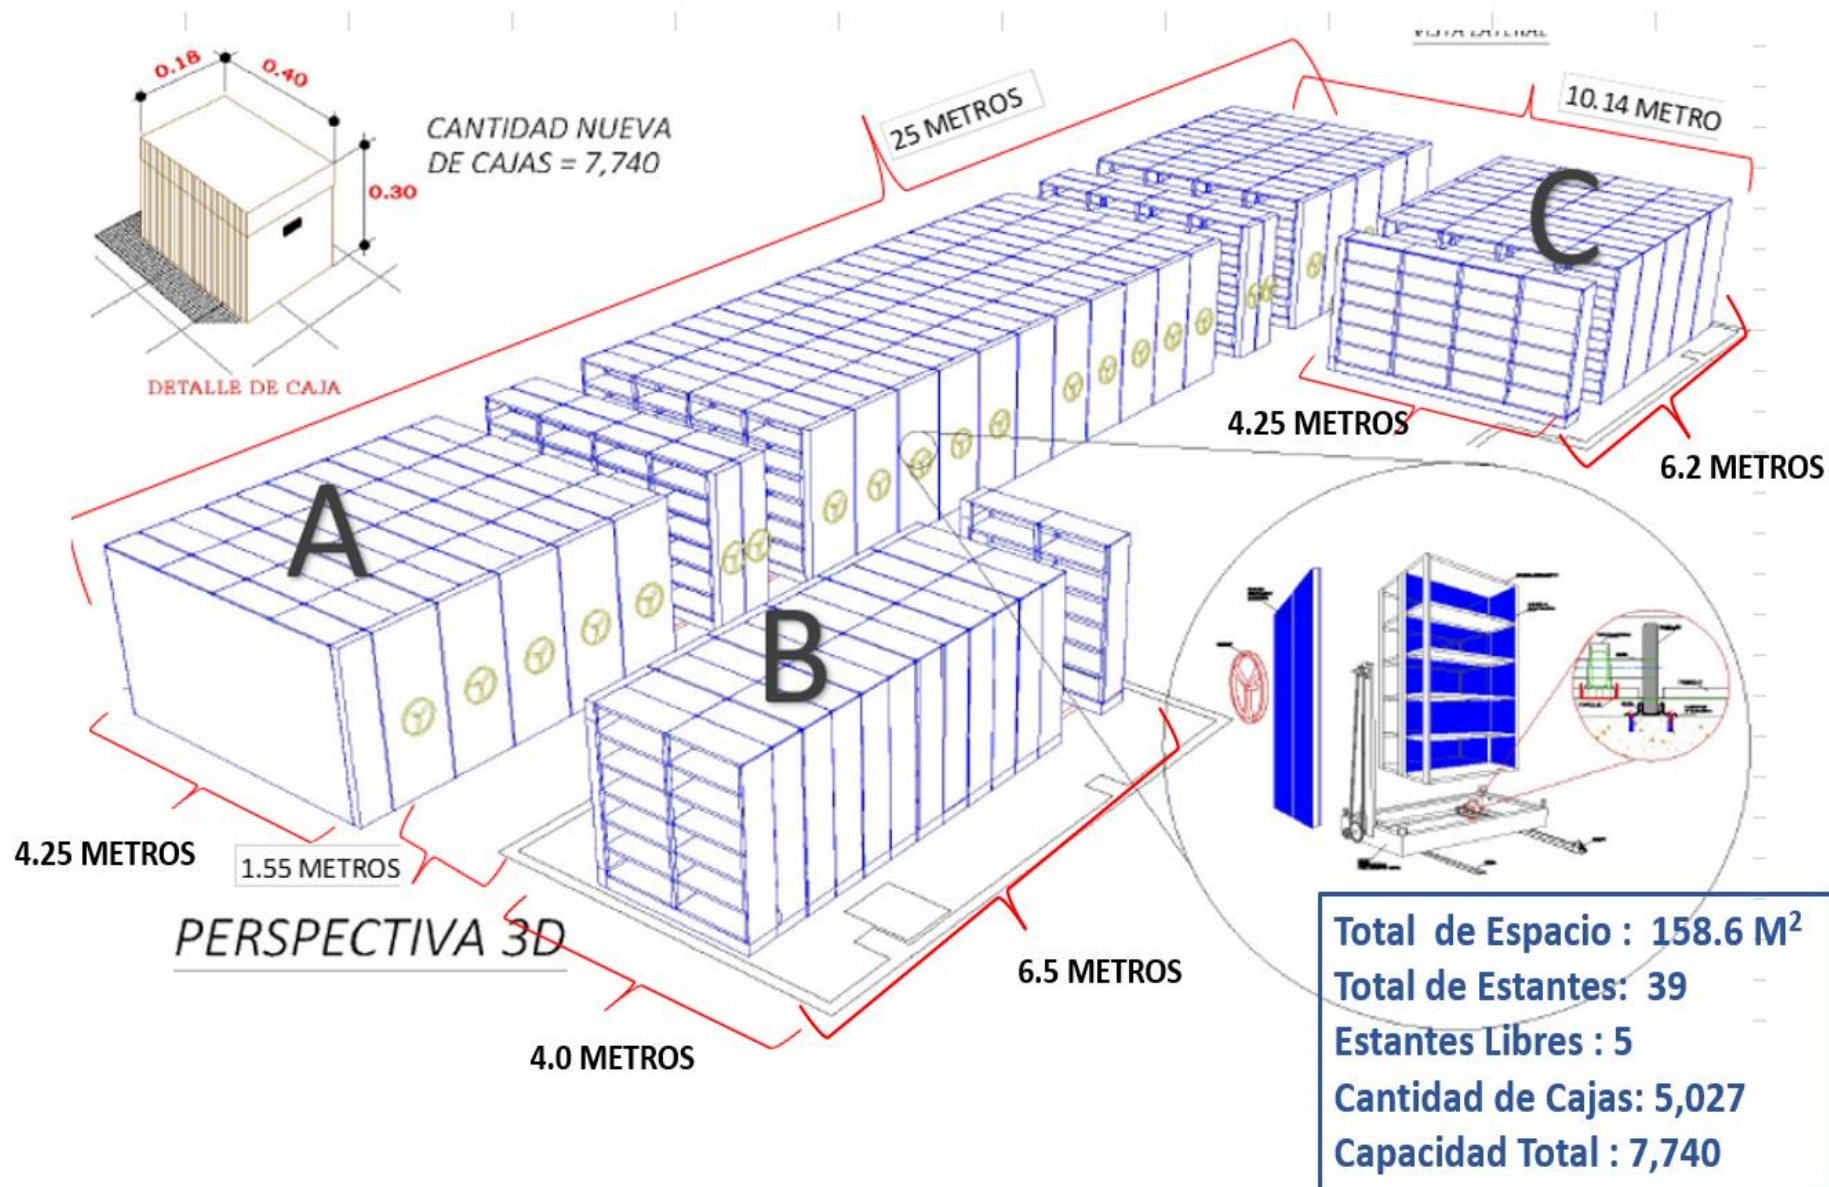 0.18
0.40
0.30
CANTIDAD NUEVA
DE CAJAS = 7,740
DETALLE DE CAJA
25 METROS
VISTA LATERAL
10.14 METRO
A
B
C
4.25 METROS
6.2 METROS
4.25 METROS
1.55 METROS
PERSPECTIVA 3D
4.0 METROS
6.5 METROS
Total de Espacio : 158.6 M²
Total de Estantes: 39
Estantes Libres : 5
Cantidad de Cajas: 5,027
Capacidad Total : 7,740